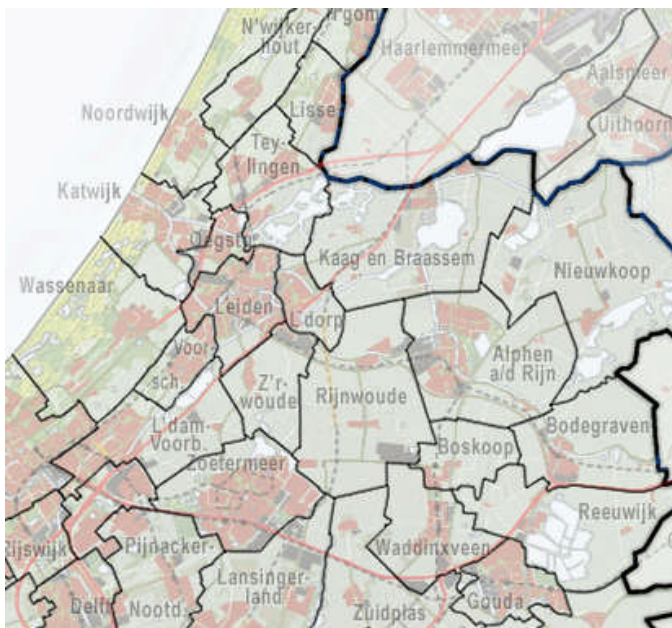 N'wijker-
hout
Haarlemmermeer
Aalsmeer
Lisse
Noordwijk
Uithoorn
Tey-
lingen
Katwijk
Oegstg.
Kaag en Braassem
Nieuwkoop
Wassenaar
Leiden
L'dorp
Voor-
sch.
Alphen
a/d Rijn
Z'r-
woude
Rijnwoude
L'dam-
Voorb.
Bodegraven
Boskoop
Zoetermeer
Reeuwijk
Rijswijk
Pijnacker-
Waddinxveen
Lansinger-
land
Delft
Nootd.
Zuidplas
Gouda